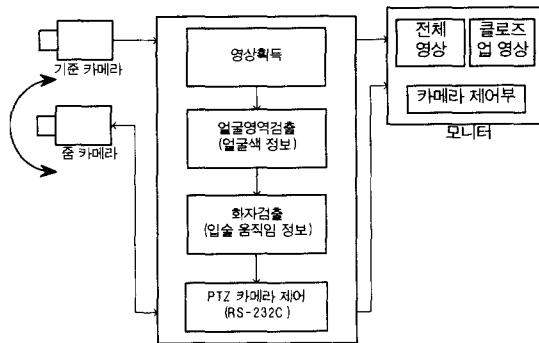 기준 카메라
줌 카메라
영상획득
얼굴영역검출
(얼굴색 정보)
화자검출
(입술 움직임 정보)
PTZ 카메라 제어
(RS-232C)
전체
영상
클로즈
업 영상
카메라 제어부
모니터